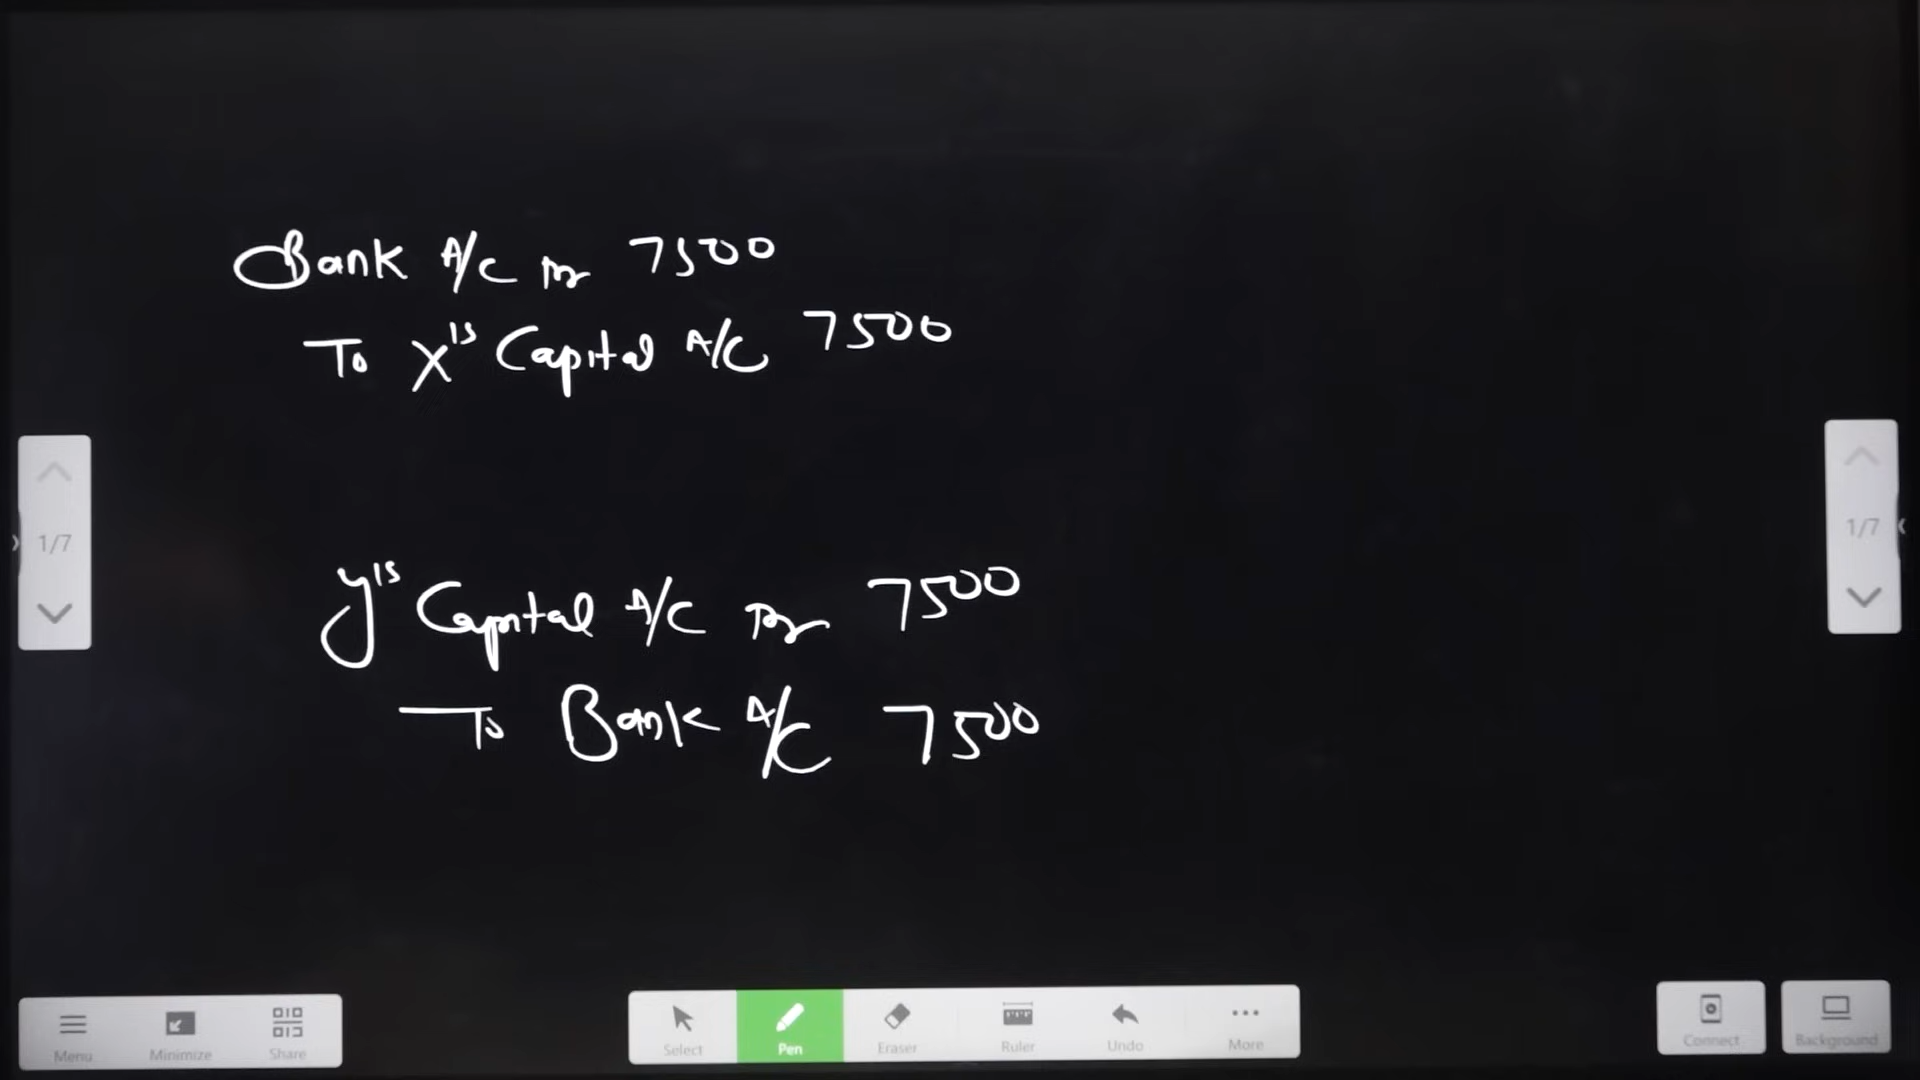 Bank A/C Dr 7500
To X's Capital A/C 7500
1/7
1/7
Y's Capital A/C Dr 7500
To Bank A/C 7500
Menu
Minimize
Share
Select
Pen
Eraser
Ruler
Undo
More
Connect
Background